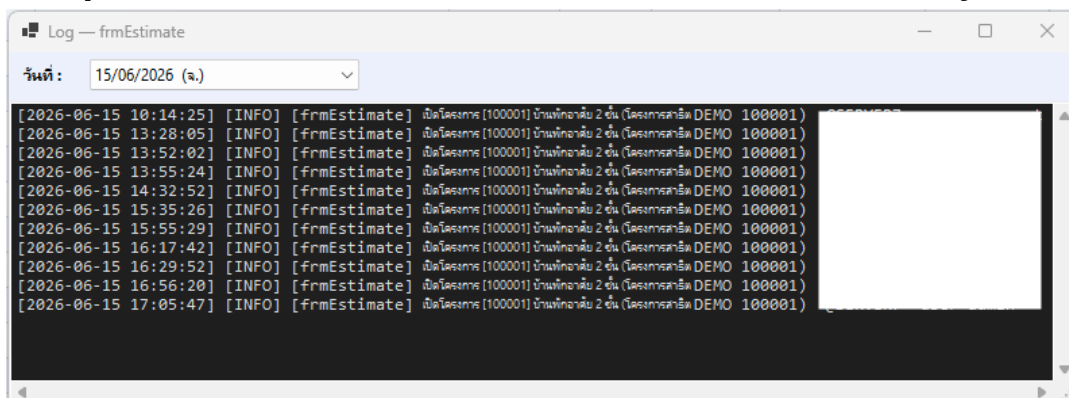 Log — frmEstimate
วันที่ : 15/06/2026 (จ.)
[2026-06-15 10:14:25] [INFO] [frmEstimate] เปิดโครงการ [100001] บ้านพักอาศัย 2 ชั้น (โครงการสาธิต DEMO 100001)
[2026-06-15 13:28:05] [INFO] [frmEstimate] เปิดโครงการ [100001] บ้านพักอาศัย 2 ชั้น (โครงการสาธิต DEMO 100001)
[2026-06-15 13:52:02] [INFO] [frmEstimate] เปิดโครงการ [100001] บ้านพักอาศัย 2 ชั้น (โครงการสาธิต DEMO 100001)
[2026-06-15 13:55:24] [INFO] [frmEstimate] เปิดโครงการ [100001] บ้านพักอาศัย 2 ชั้น (โครงการสาธิต DEMO 100001)
[2026-06-15 14:32:52] [INFO] [frmEstimate] เปิดโครงการ [100001] บ้านพักอาศัย 2 ชั้น (โครงการสาธิต DEMO 100001)
[2026-06-15 15:35:26] [INFO] [frmEstimate] เปิดโครงการ [100001] บ้านพักอาศัย 2 ชั้น (โครงการสาธิต DEMO 100001)
[2026-06-15 15:55:29] [INFO] [frmEstimate] เปิดโครงการ [100001] บ้านพักอาศัย 2 ชั้น (โครงการสาธิต DEMO 100001)
[2026-06-15 16:17:42] [INFO] [frmEstimate] เปิดโครงการ [100001] บ้านพักอาศัย 2 ชั้น (โครงการสาธิต DEMO 100001)
[2026-06-15 16:29:52] [INFO] [frmEstimate] เปิดโครงการ [100001] บ้านพักอาศัย 2 ชั้น (โครงการสาธิต DEMO 100001)
[2026-06-15 16:56:20] [INFO] [frmEstimate] เปิดโครงการ [100001] บ้านพักอาศัย 2 ชั้น (โครงการสาธิต DEMO 100001)
[2026-06-15 17:05:47] [INFO] [frmEstimate] เปิดโครงการ [100001] บ้านพักอาศัย 2 ชั้น (โครงการสาธิต DEMO 100001)